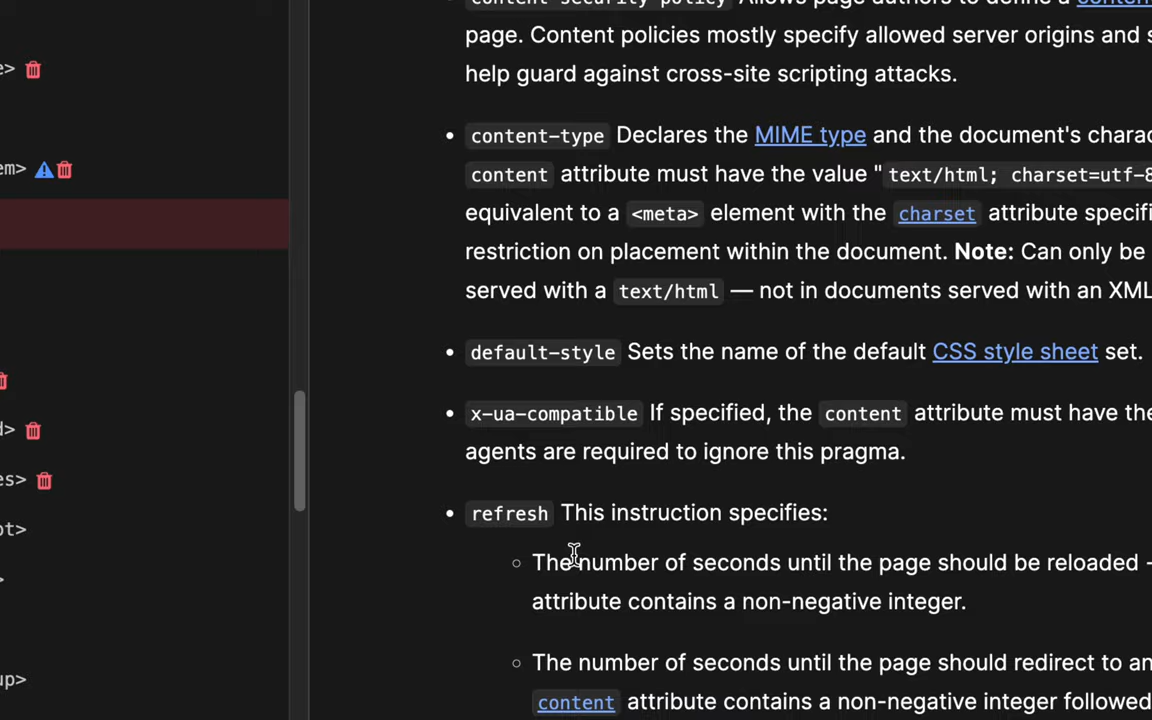 page. Content policies mostly specify allowed server origins and
help guard against cross-site scripting attacks.
e>
content-type Declares the MIME type and the document's
em>
content attribute must have the value "text/html; charset=utf-8
equivalent to a <meta> element with the charset attribute
restriction on placement within the document. Note: Can only be
served with a text/html — not in documents served with an XML
default-style Sets the name of the default CSS style sheet set.
x-ua-compatible If specified, the content attribute must have the
d>
agents are required to ignore this pragma.
es>
refresh This instruction specifies:
pt>
The number of seconds until the page should be reloaded
>
attribute contains a non-negative integer.
The number of seconds until the page should redirect to
up>
content attribute contains a non-negative integer followed